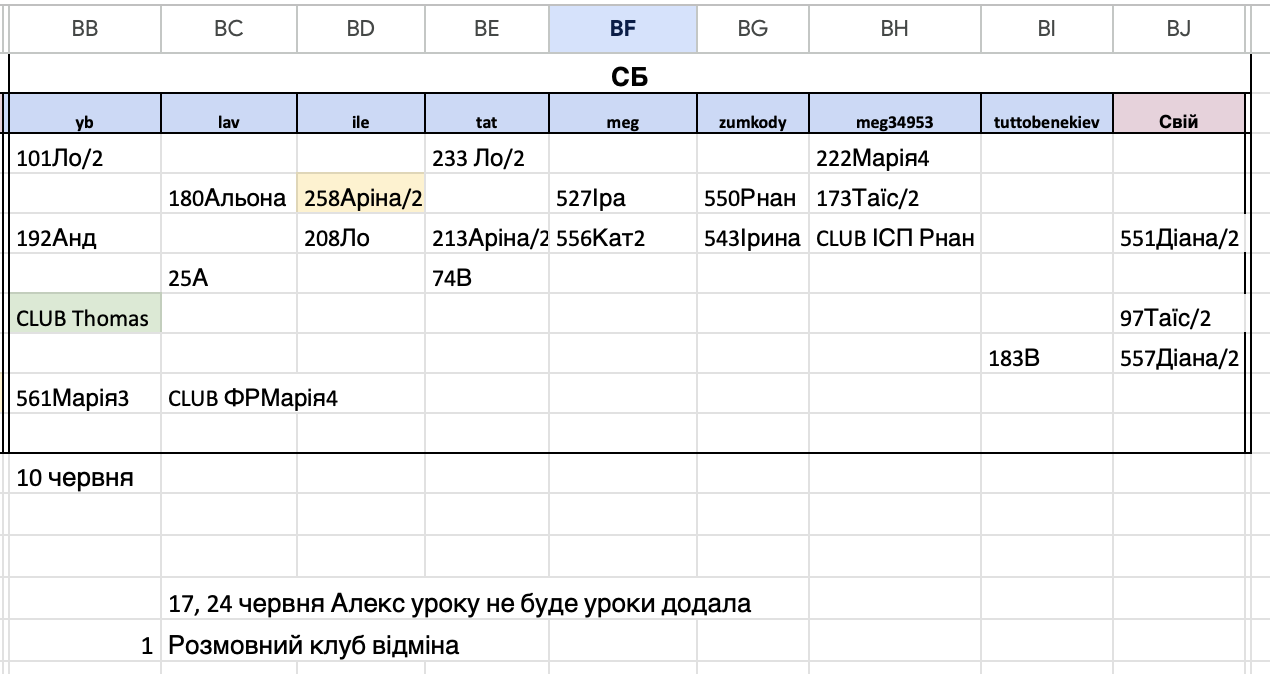 BB BC BD BE BF BG BH BI BJ
СБ
yb lav ile tat meg zumkody meg34953 tuttobenekiev Свій
101Ло/2 233 Ло/2 222Марія4
180Альона 258Аріна/2 527Іра 550Рнан 173Таїс/2
192Анд 208Ло 213Аріна/2 556Кат2 543Ірина CLUB ІСП Рнан 551Діана/2
25А 74В
CLUB Thomas 97Таїс/2
183В 557Діана/2
561Марія3 CLUB ФРМарія4
10 червня
17, 24 червня Алекс уроку не буде уроки додала
1 Розмовний клуб відміна